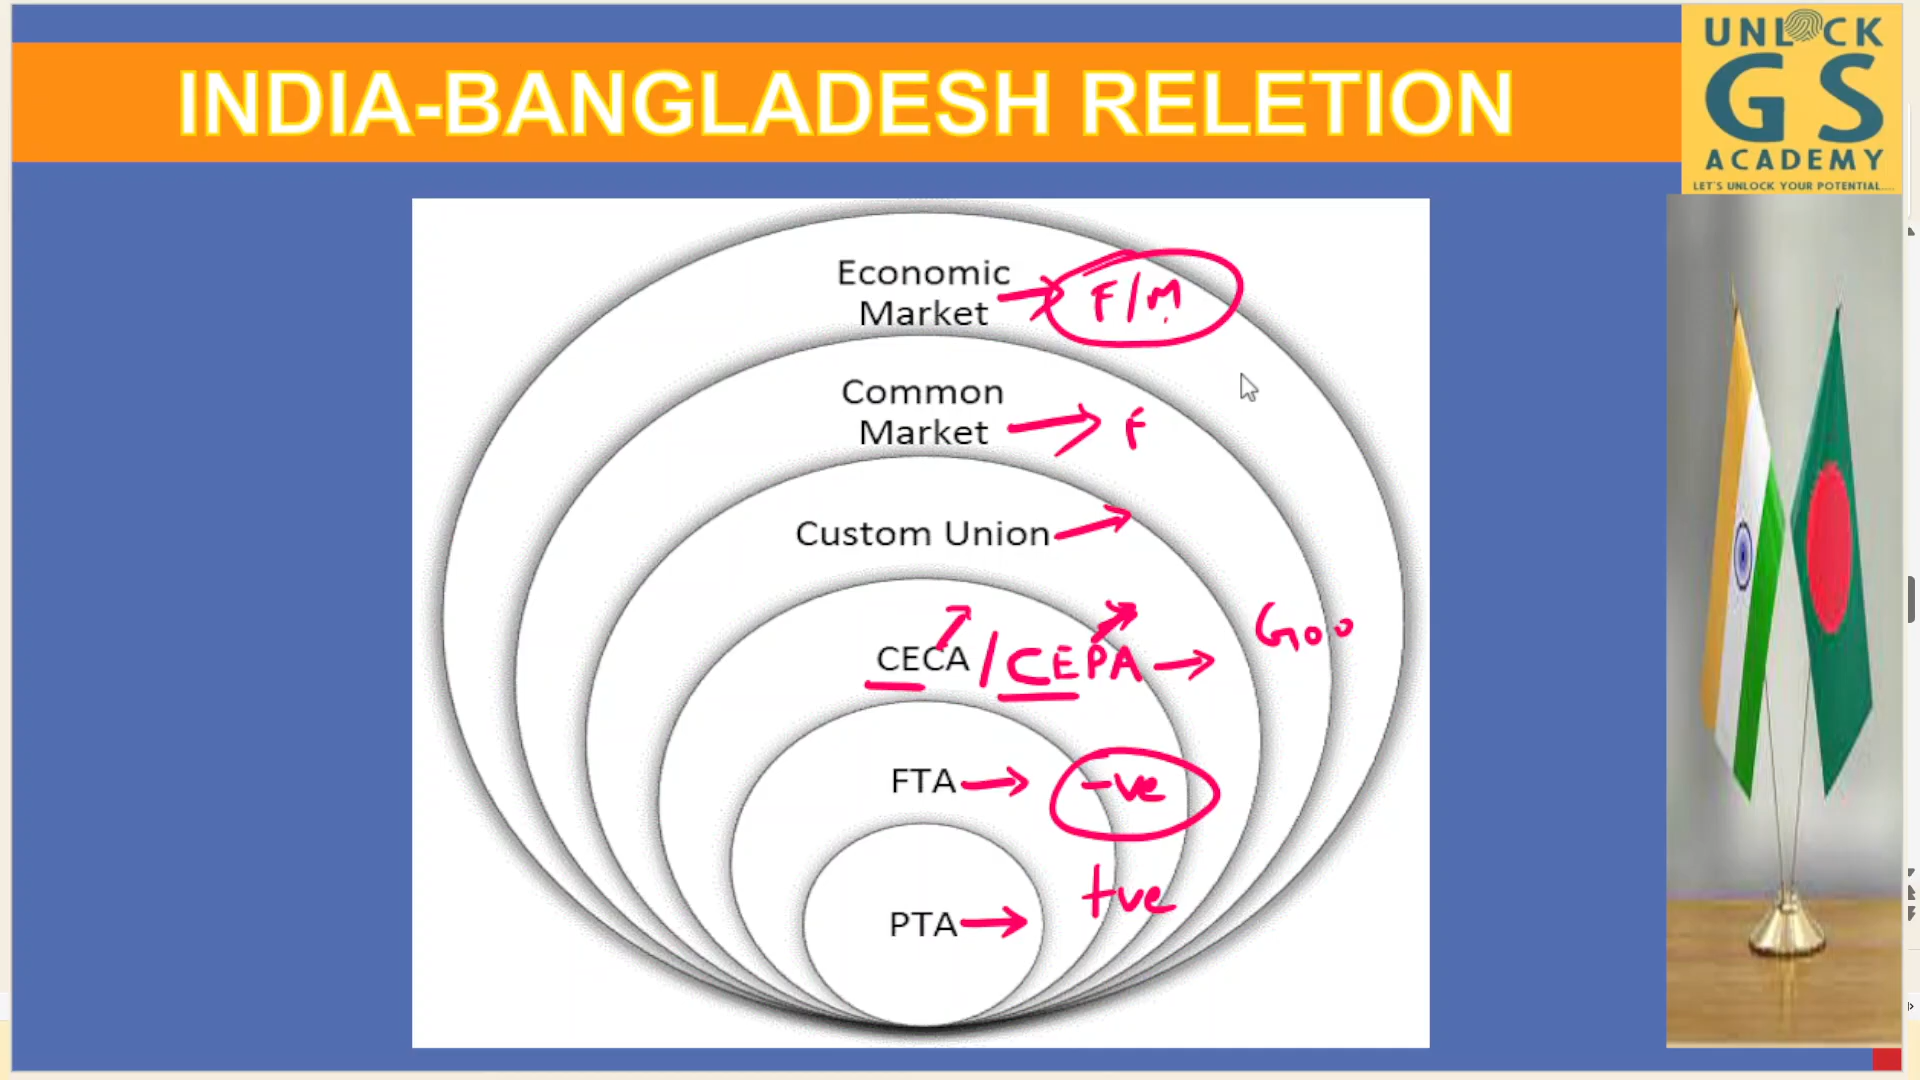 INDIA-BANGLADESH RELETION
UNLOCK
GS
ACADEMY
LET'S UNLOCK YOUR POTENTIAL....
Economic
Market F/M
Common
Market F
Custom Union
CECA / CEPA Goo
FTA -ve
PTA +ve